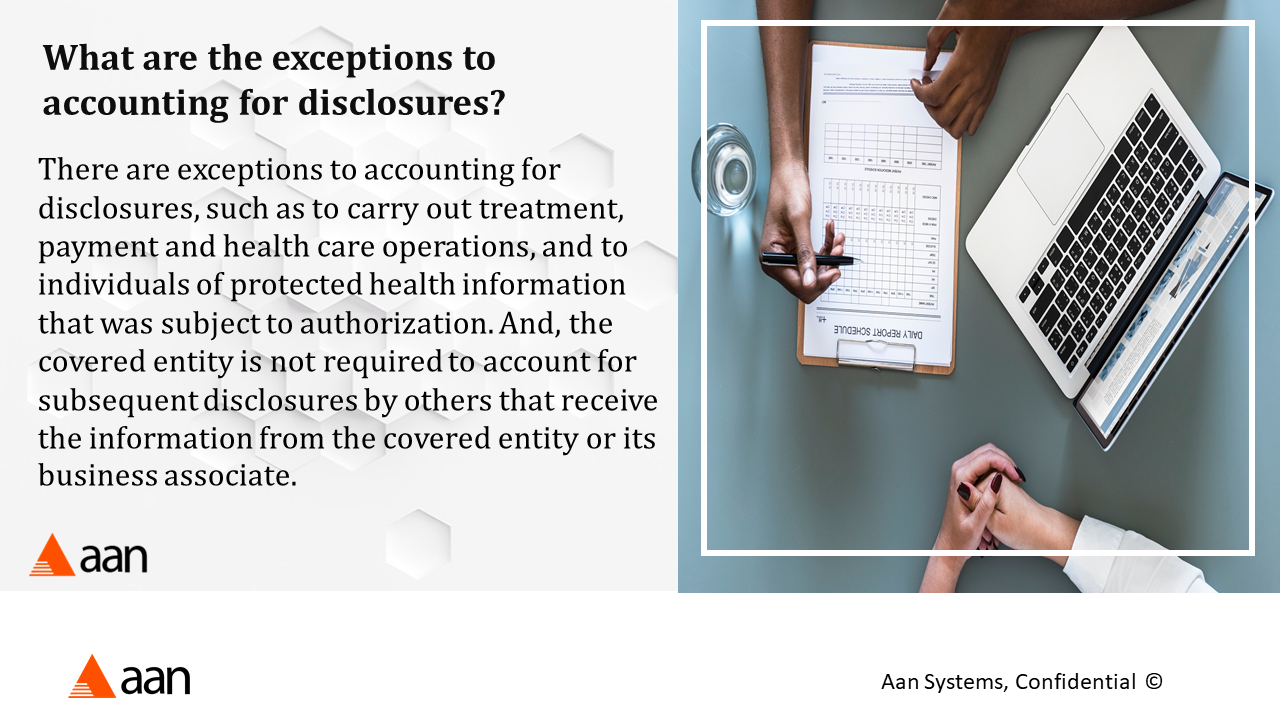 What are the exceptions to
accounting for disclosures?
There are exceptions to accounting for
disclosures, such as to carry out treatment,
payment and health care operations, and to
individuals of protected health information
that was subject to authorization. And, the
covered entity is not required to account for
subsequent disclosures by others that receive
the information from the covered entity or its
business associate.
aan
DAILY REPORT SCHEDULE
aan
Aan Systems, Confidential ©